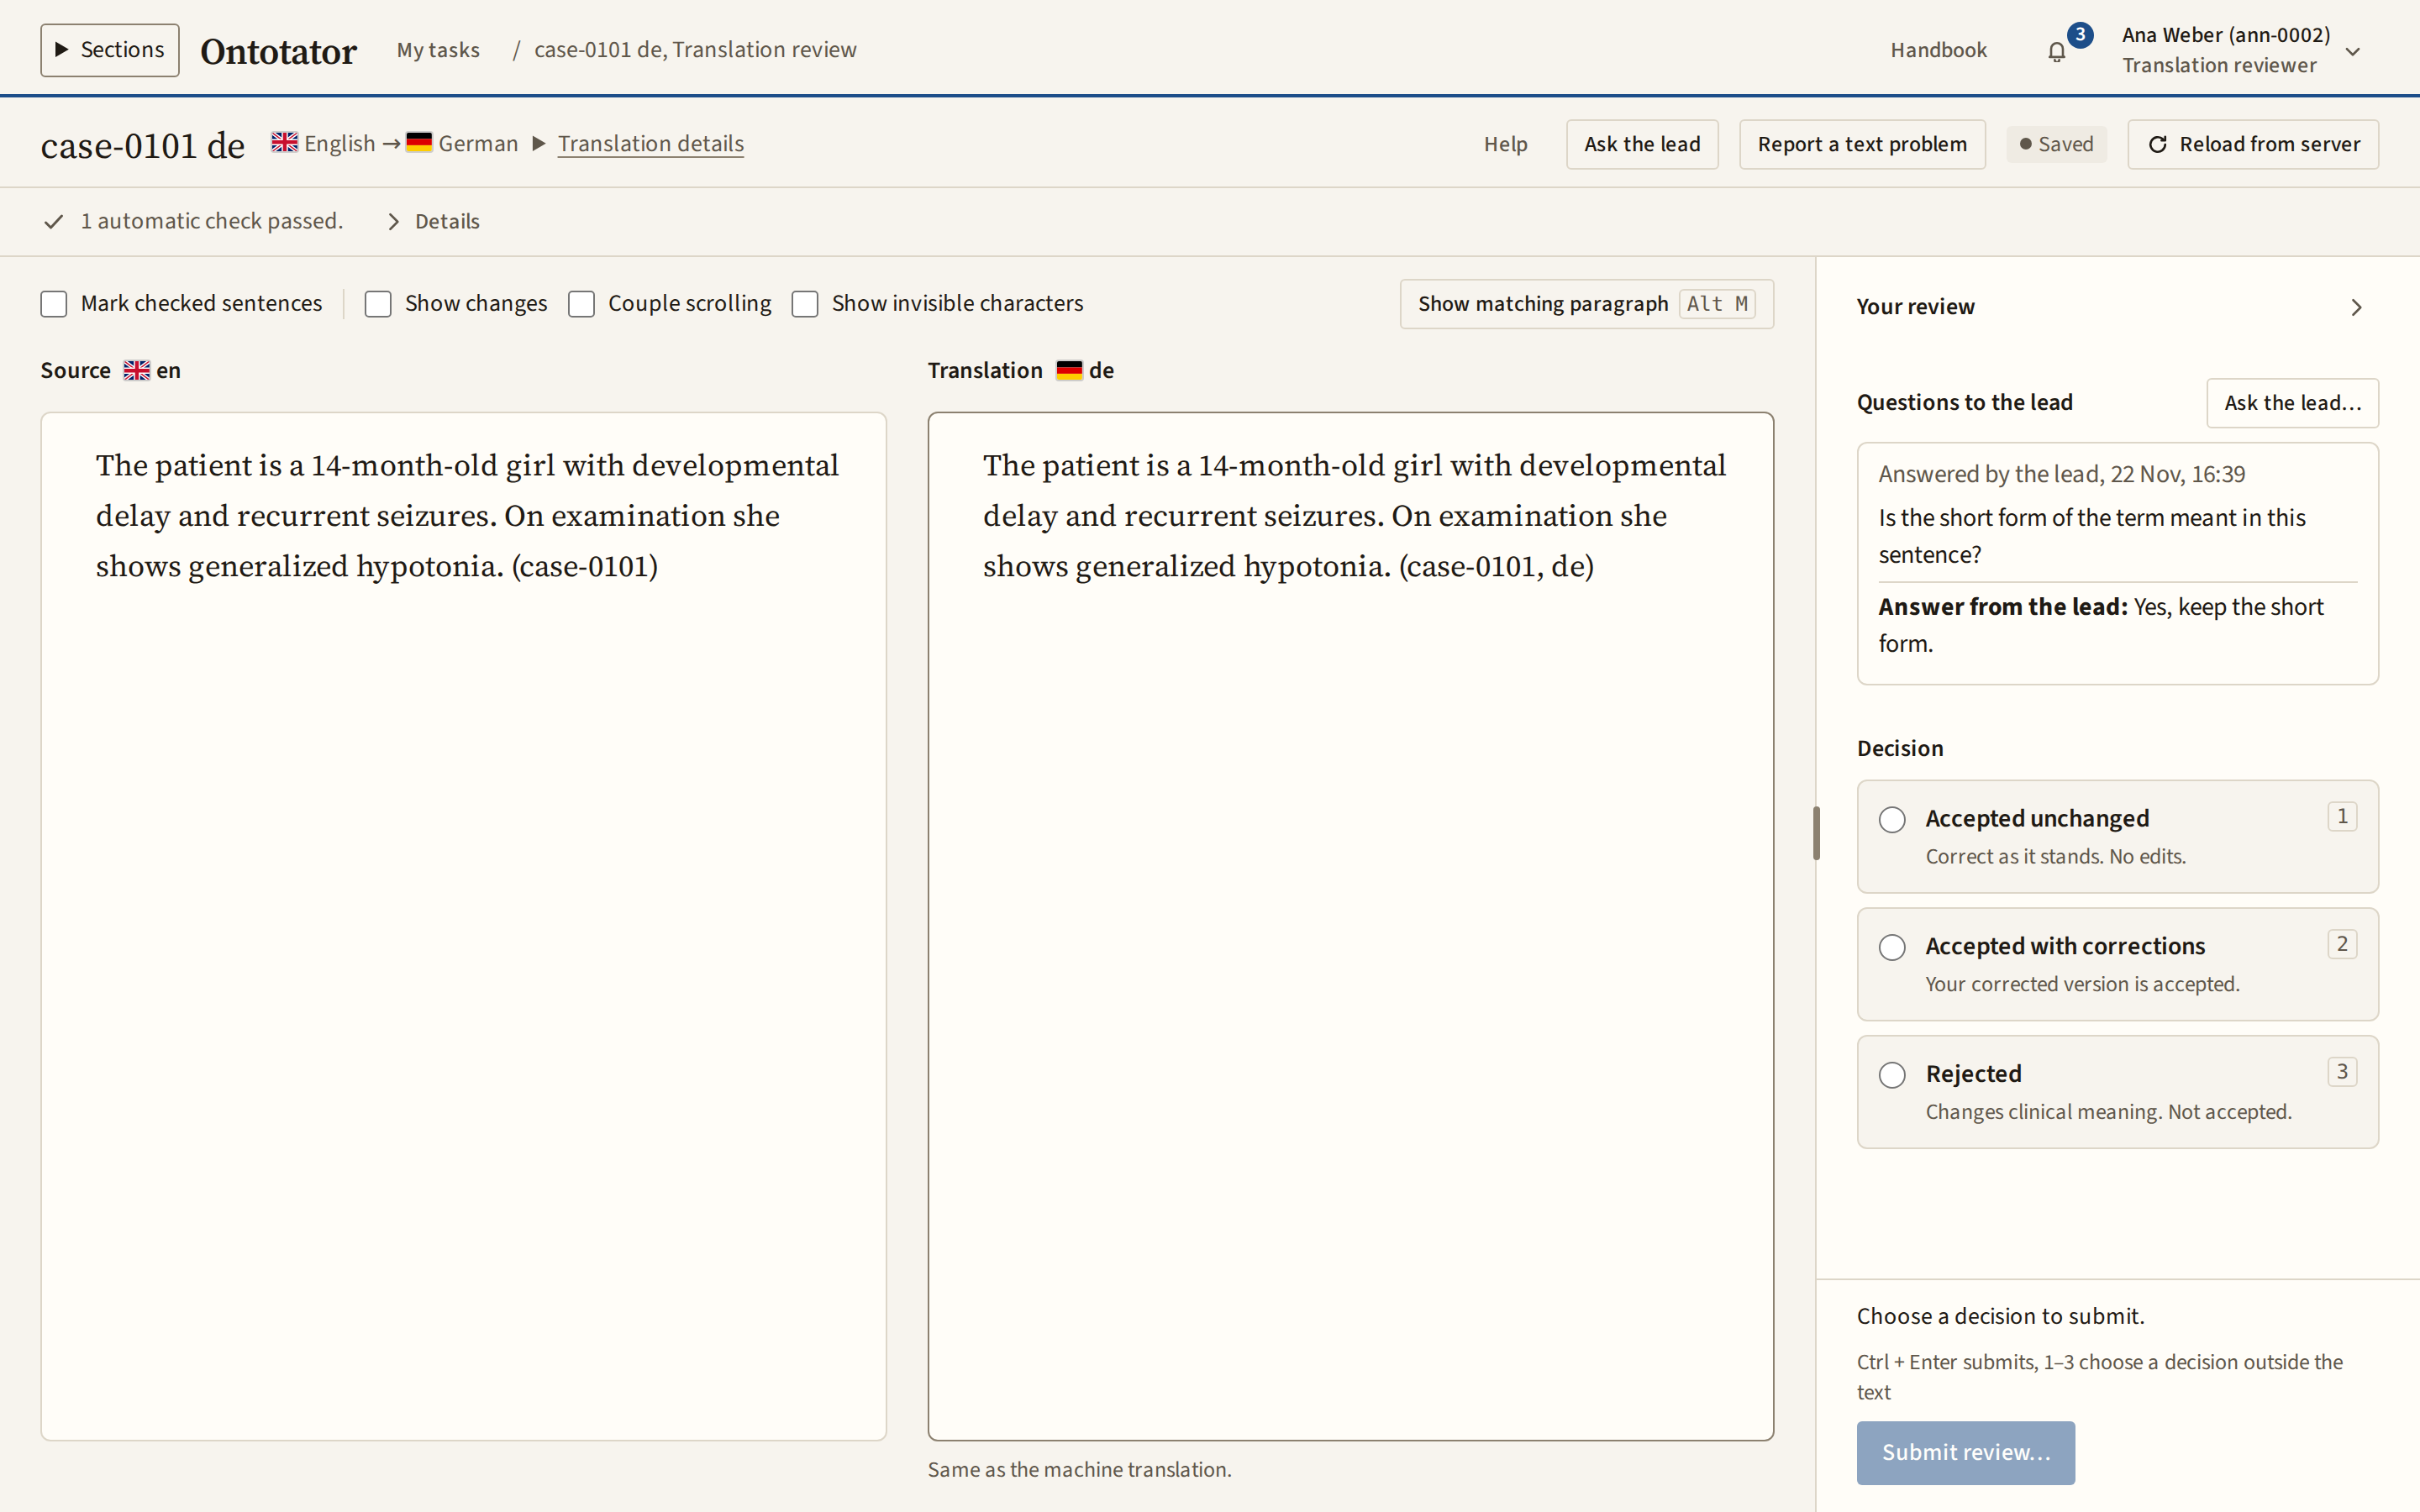 Sections
Ontotator
My tasks / case-0101 de, Translation review
Handbook
3
Ana Weber (ann-0002)
Translation reviewer
case-0101 de
English → German
Translation details
Help
Ask the lead
Report a text problem
Saved
Reload from server
1 automatic check passed.
Details
Mark checked sentences
Show changes
Couple scrolling
Show invisible characters
Show matching paragraph Alt M
Source en
The patient is a 14-month-old girl with developmental
delay and recurrent seizures. On examination she
shows generalized hypotonia. (case-0101)
Translation de
The patient is a 14-month-old girl with developmental
delay and recurrent seizures. On examination she
shows generalized hypotonia. (case-0101, de)
Same as the machine translation.
Your review
Questions to the lead
Ask the lead…
Answered by the lead, 22 Nov, 16:39
Is the short form of the term meant in this
sentence?
Answer from the lead: Yes, keep the short
form.
Decision
Accepted unchanged 1
Correct as it stands. No edits.
Accepted with corrections 2
Your corrected version is accepted.
Rejected 3
Changes clinical meaning. Not accepted.
Choose a decision to submit.
Ctrl + Enter submits, 1–3 choose a decision outside the
text
Submit review…